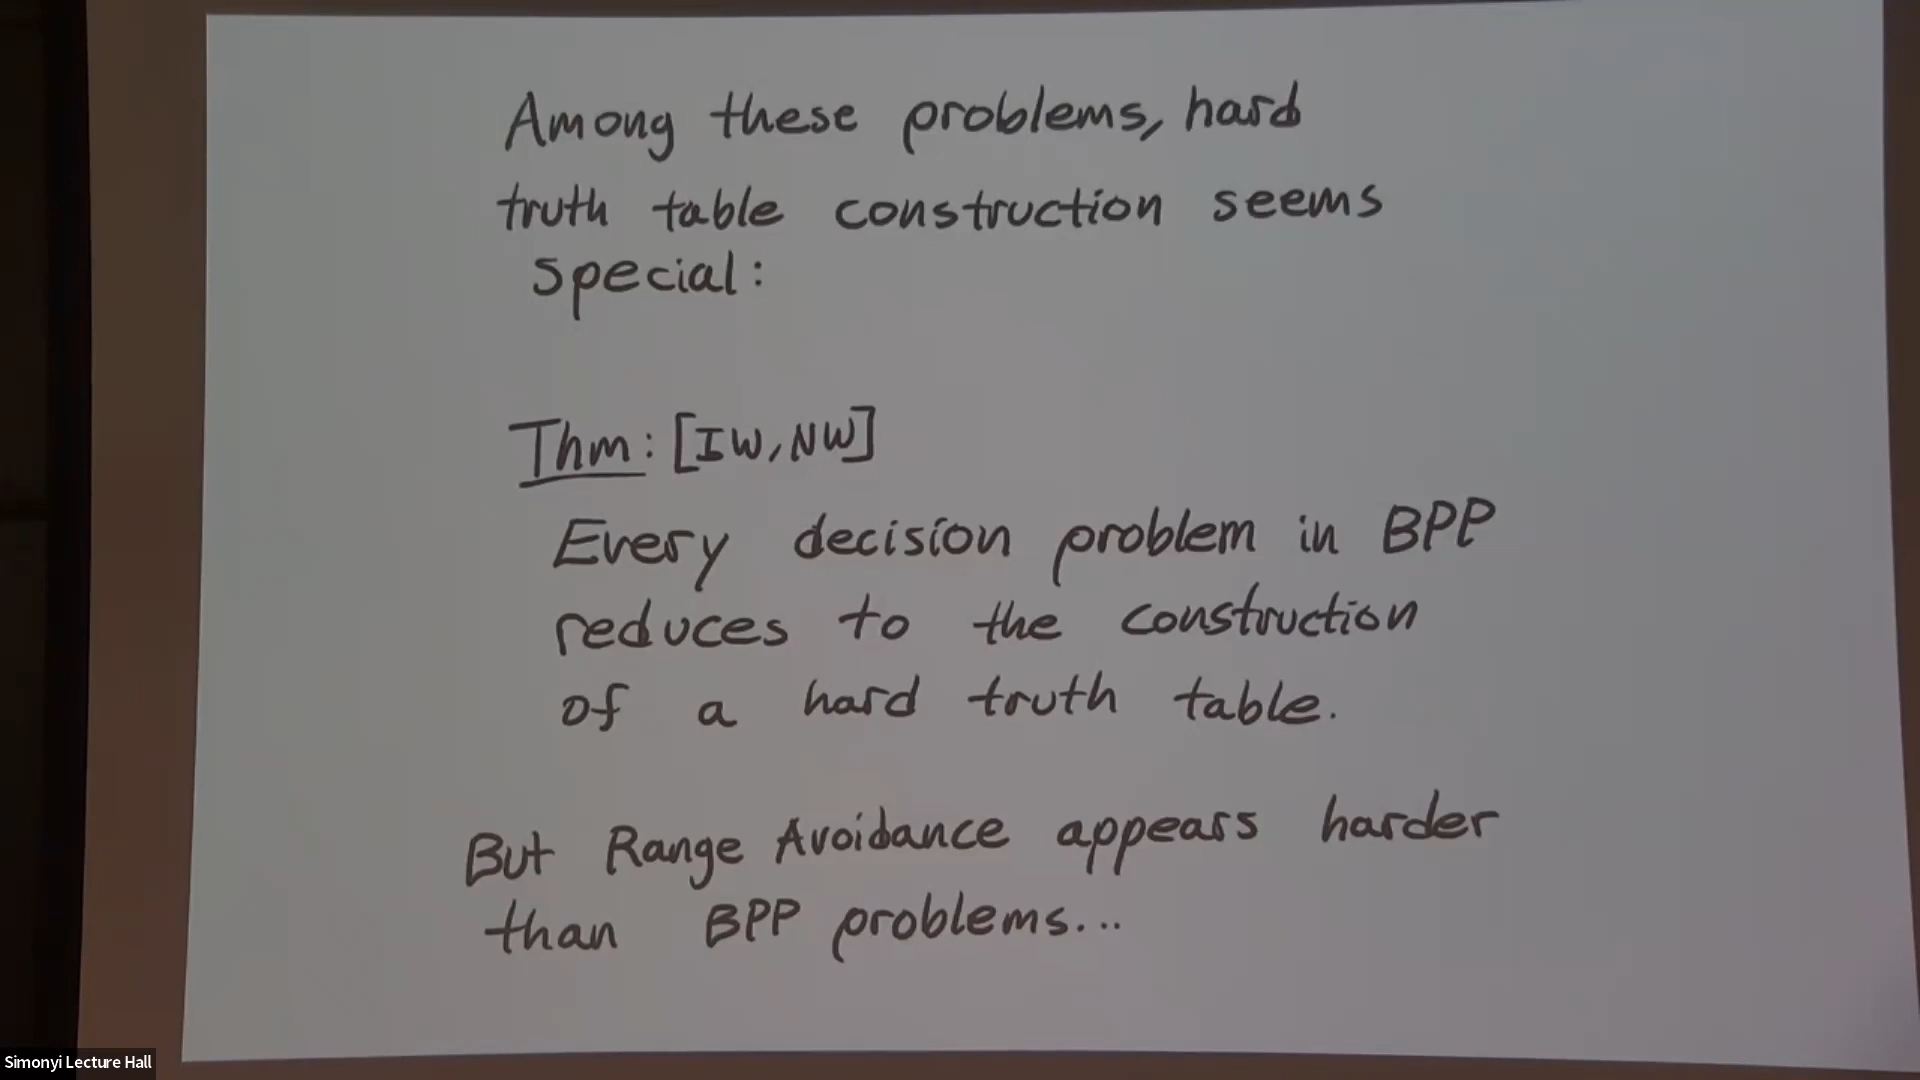 Among these problems, hard
truth table construction seems
special:
Thm: [IW, NW]
Every decision problem in BPP
reduces to the construction
of a hard truth table.
But Range Avoidance appears harder
than BPP problems...
Simonyi Lecture Hall